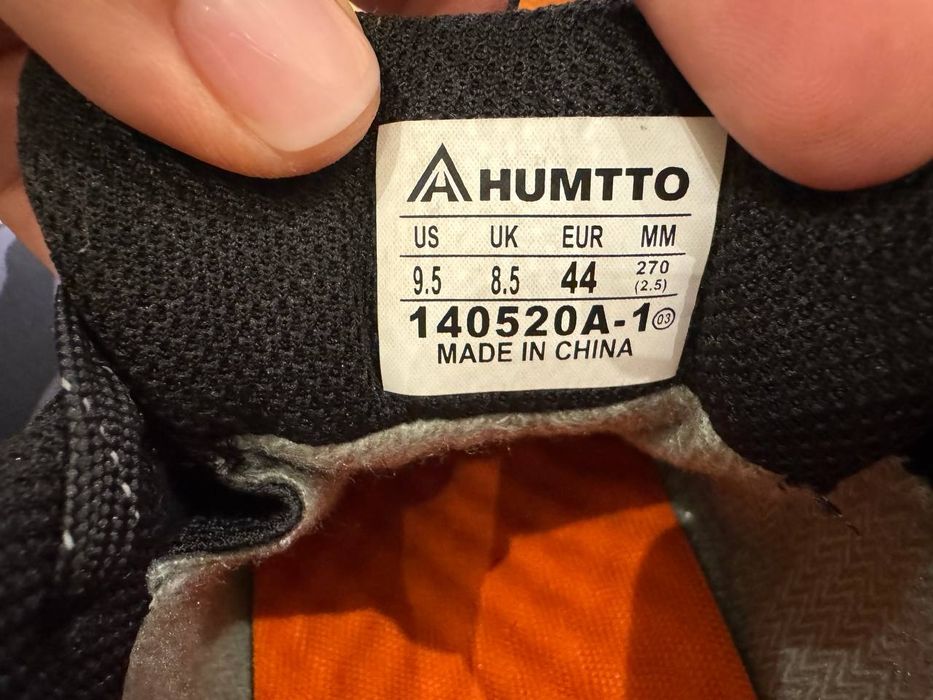 HUMTTO
US UK EUR MM
9.5 8.5 44 270 (2.5)
140520A-1 03
MADE IN CHINA